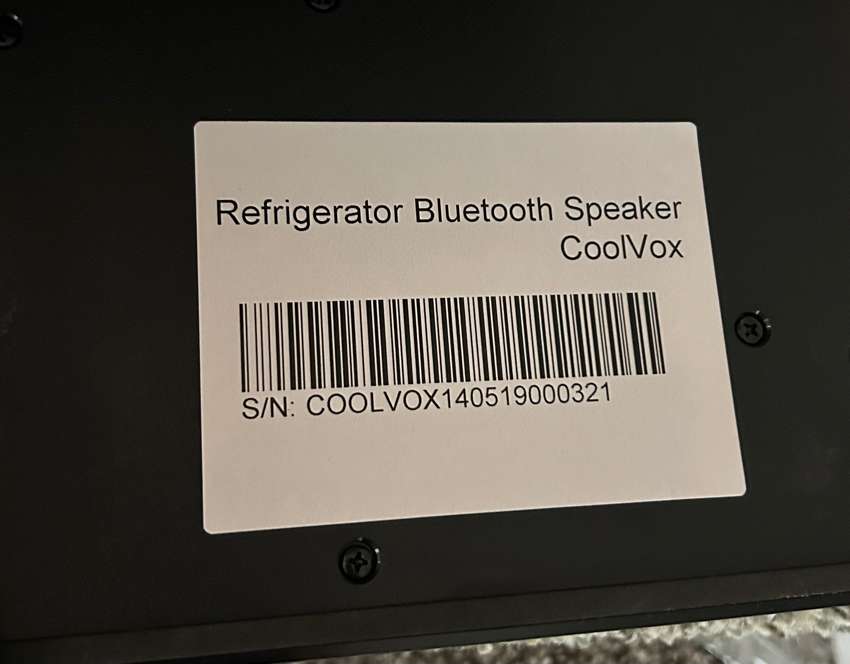 Refrigerator Bluetooth Speaker
CoolVox
S/N: COOLVOX140519000321